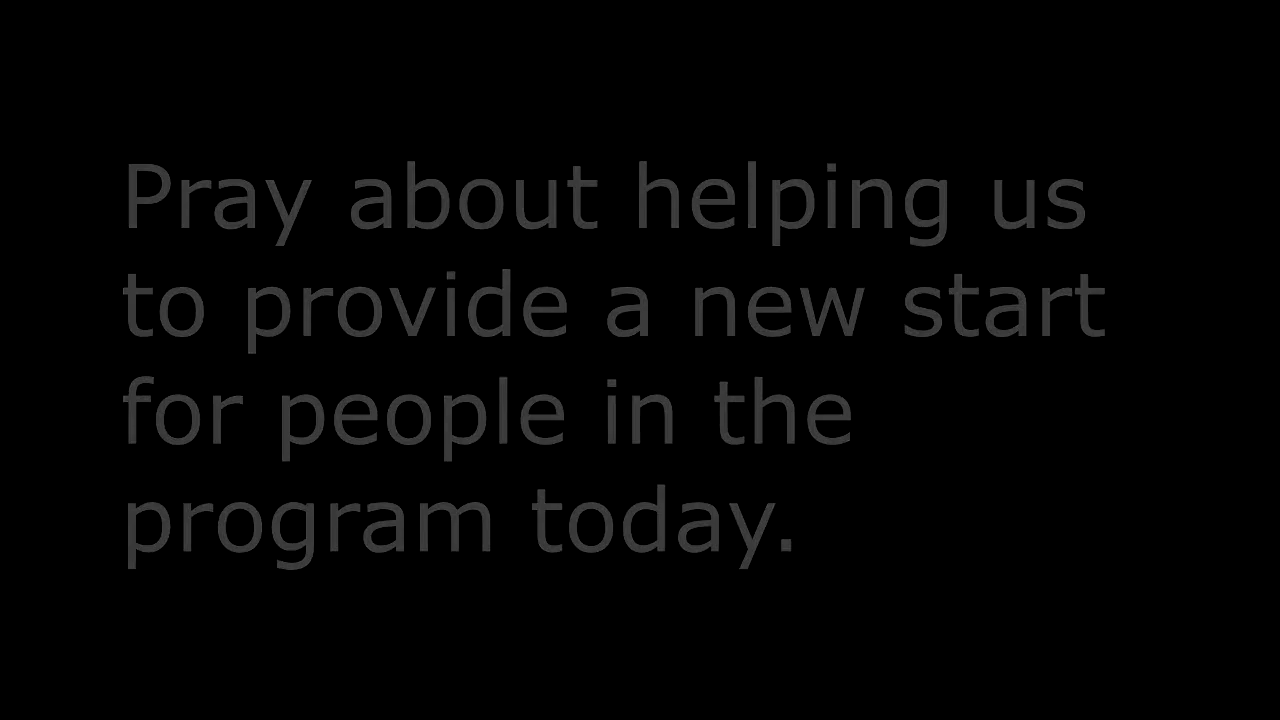 Pray about helping us
to provide a new start
for people in the
program today.